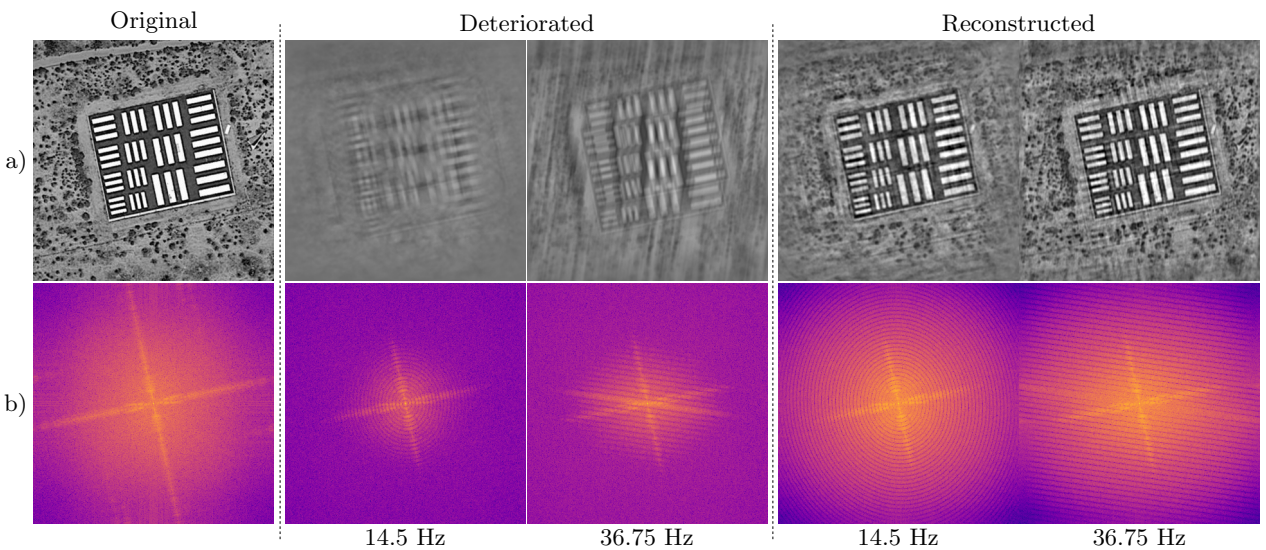 Original Deteriorated Reconstructed
a)
b)
14.5 Hz 36.75 Hz 14.5 Hz 36.75 Hz